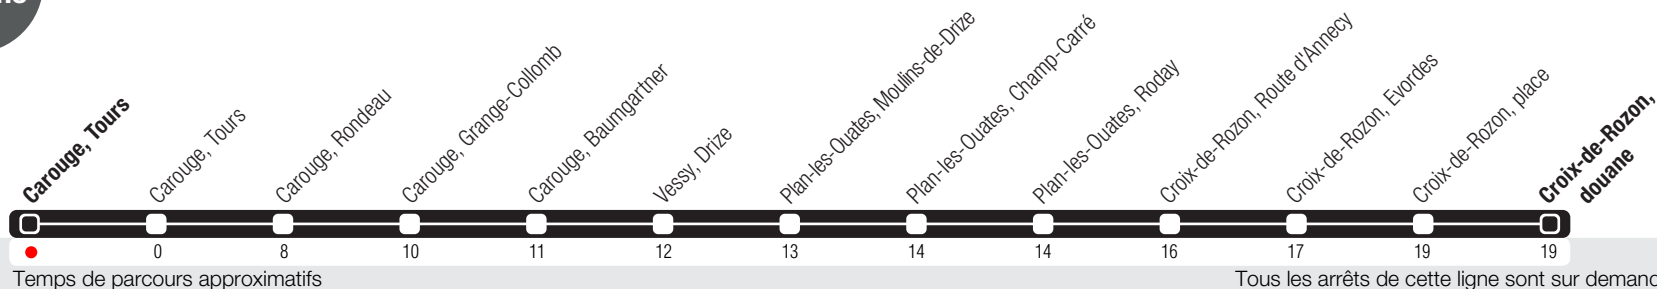 Carouge, Tours
Carouge, Tours
Carouge, Rondeau
Carouge, Grange-Collomb
Carouge, Baumgartner
Vessy, Drize
Plan-les-Ouates, Moulins-de-Drize
Plan-les-Ouates, Champ-Carré
Plan-les-Ouates, Roday
Croix-de-Rozon, Route d'Annecy
Croix-de-Rozon, Evordes
Croix-de-Rozon, place
Croix-de-Rozon,
douane
0 8 10 11 12 13 14 14 16 17 19 19
Temps de parcours approximatifs
Tous les arrêts de cette ligne sont sur demand